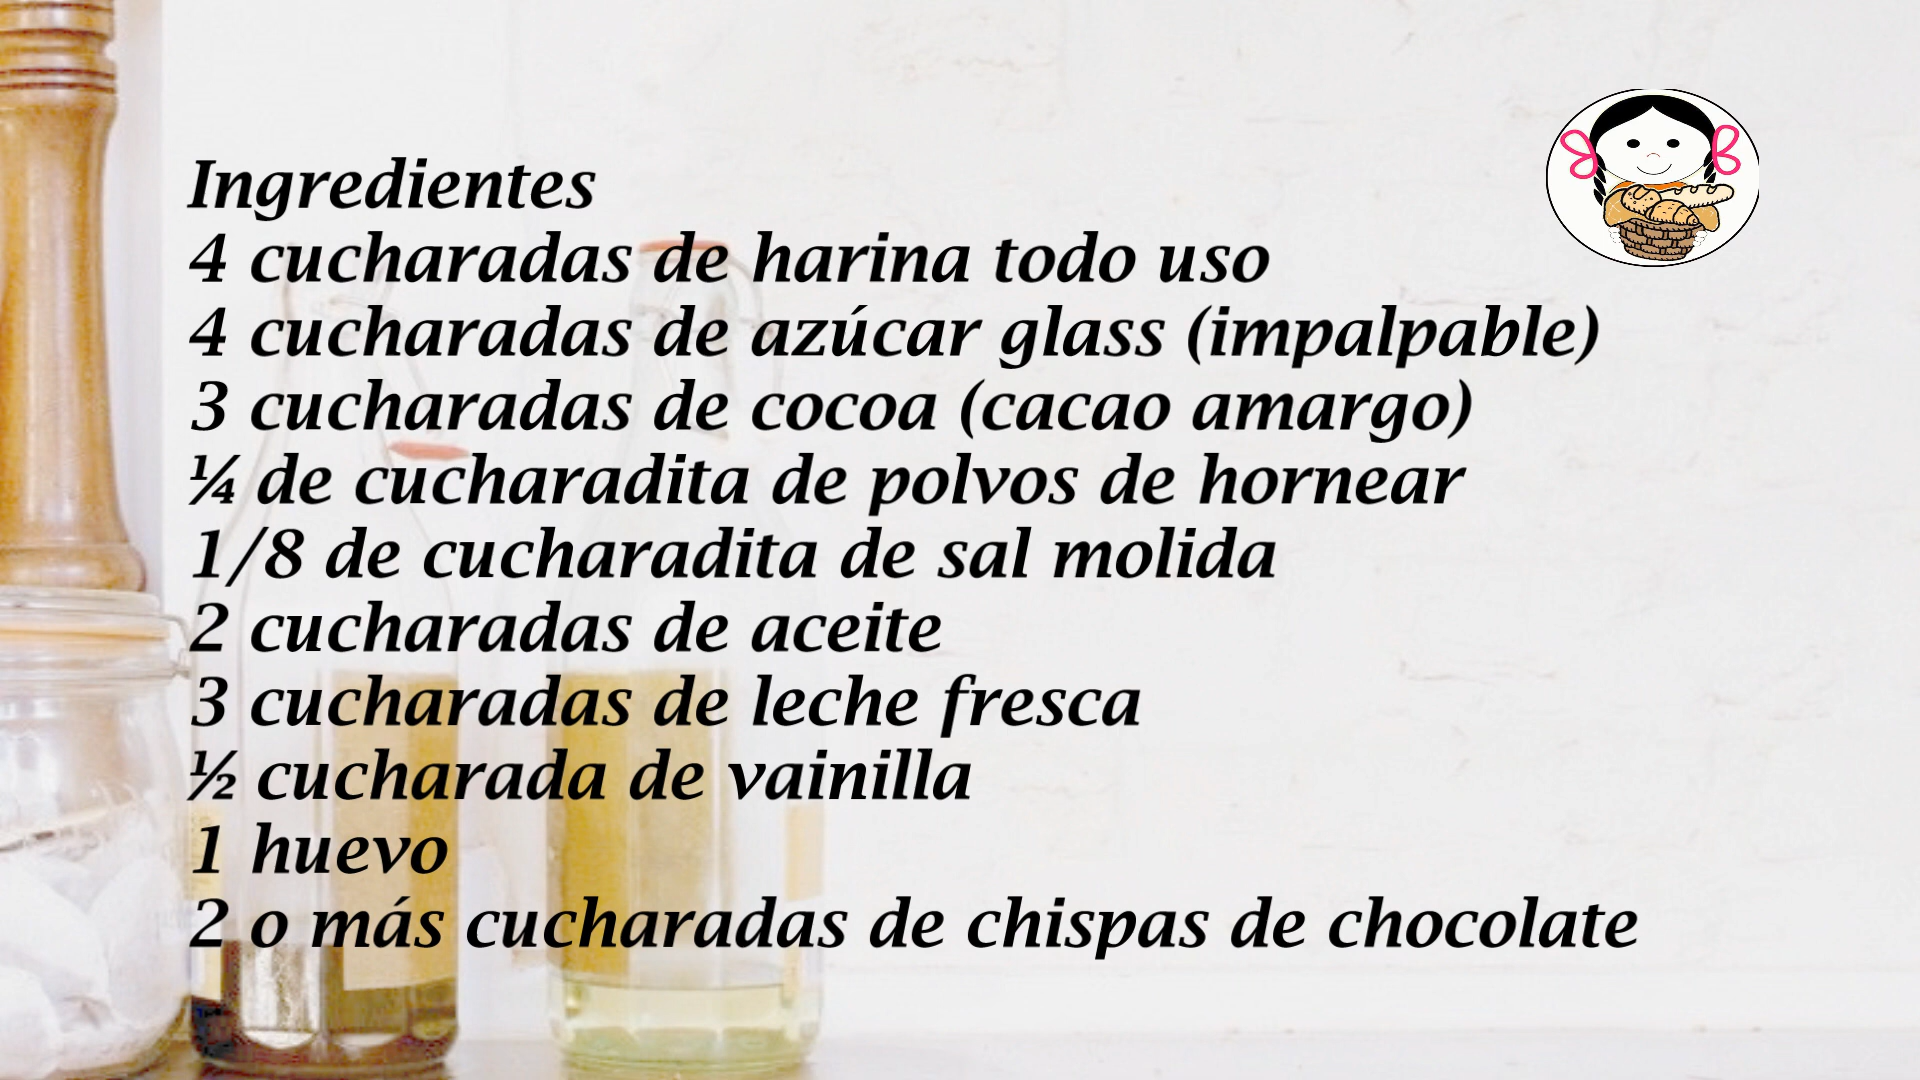 Ingredientes
4 cucharadas de harina todo uso
4 cucharadas de azúcar glass (impalpable)
3 cucharadas de cocoa (cacao amargo)
¼ de cucharadita de polvos de hornear
1/8 de cucharadita de sal molida
2 cucharadas de aceite
3 cucharadas de leche fresca
½ cucharada de vainilla
1 huevo
2 o más cucharadas de chispas de chocolate